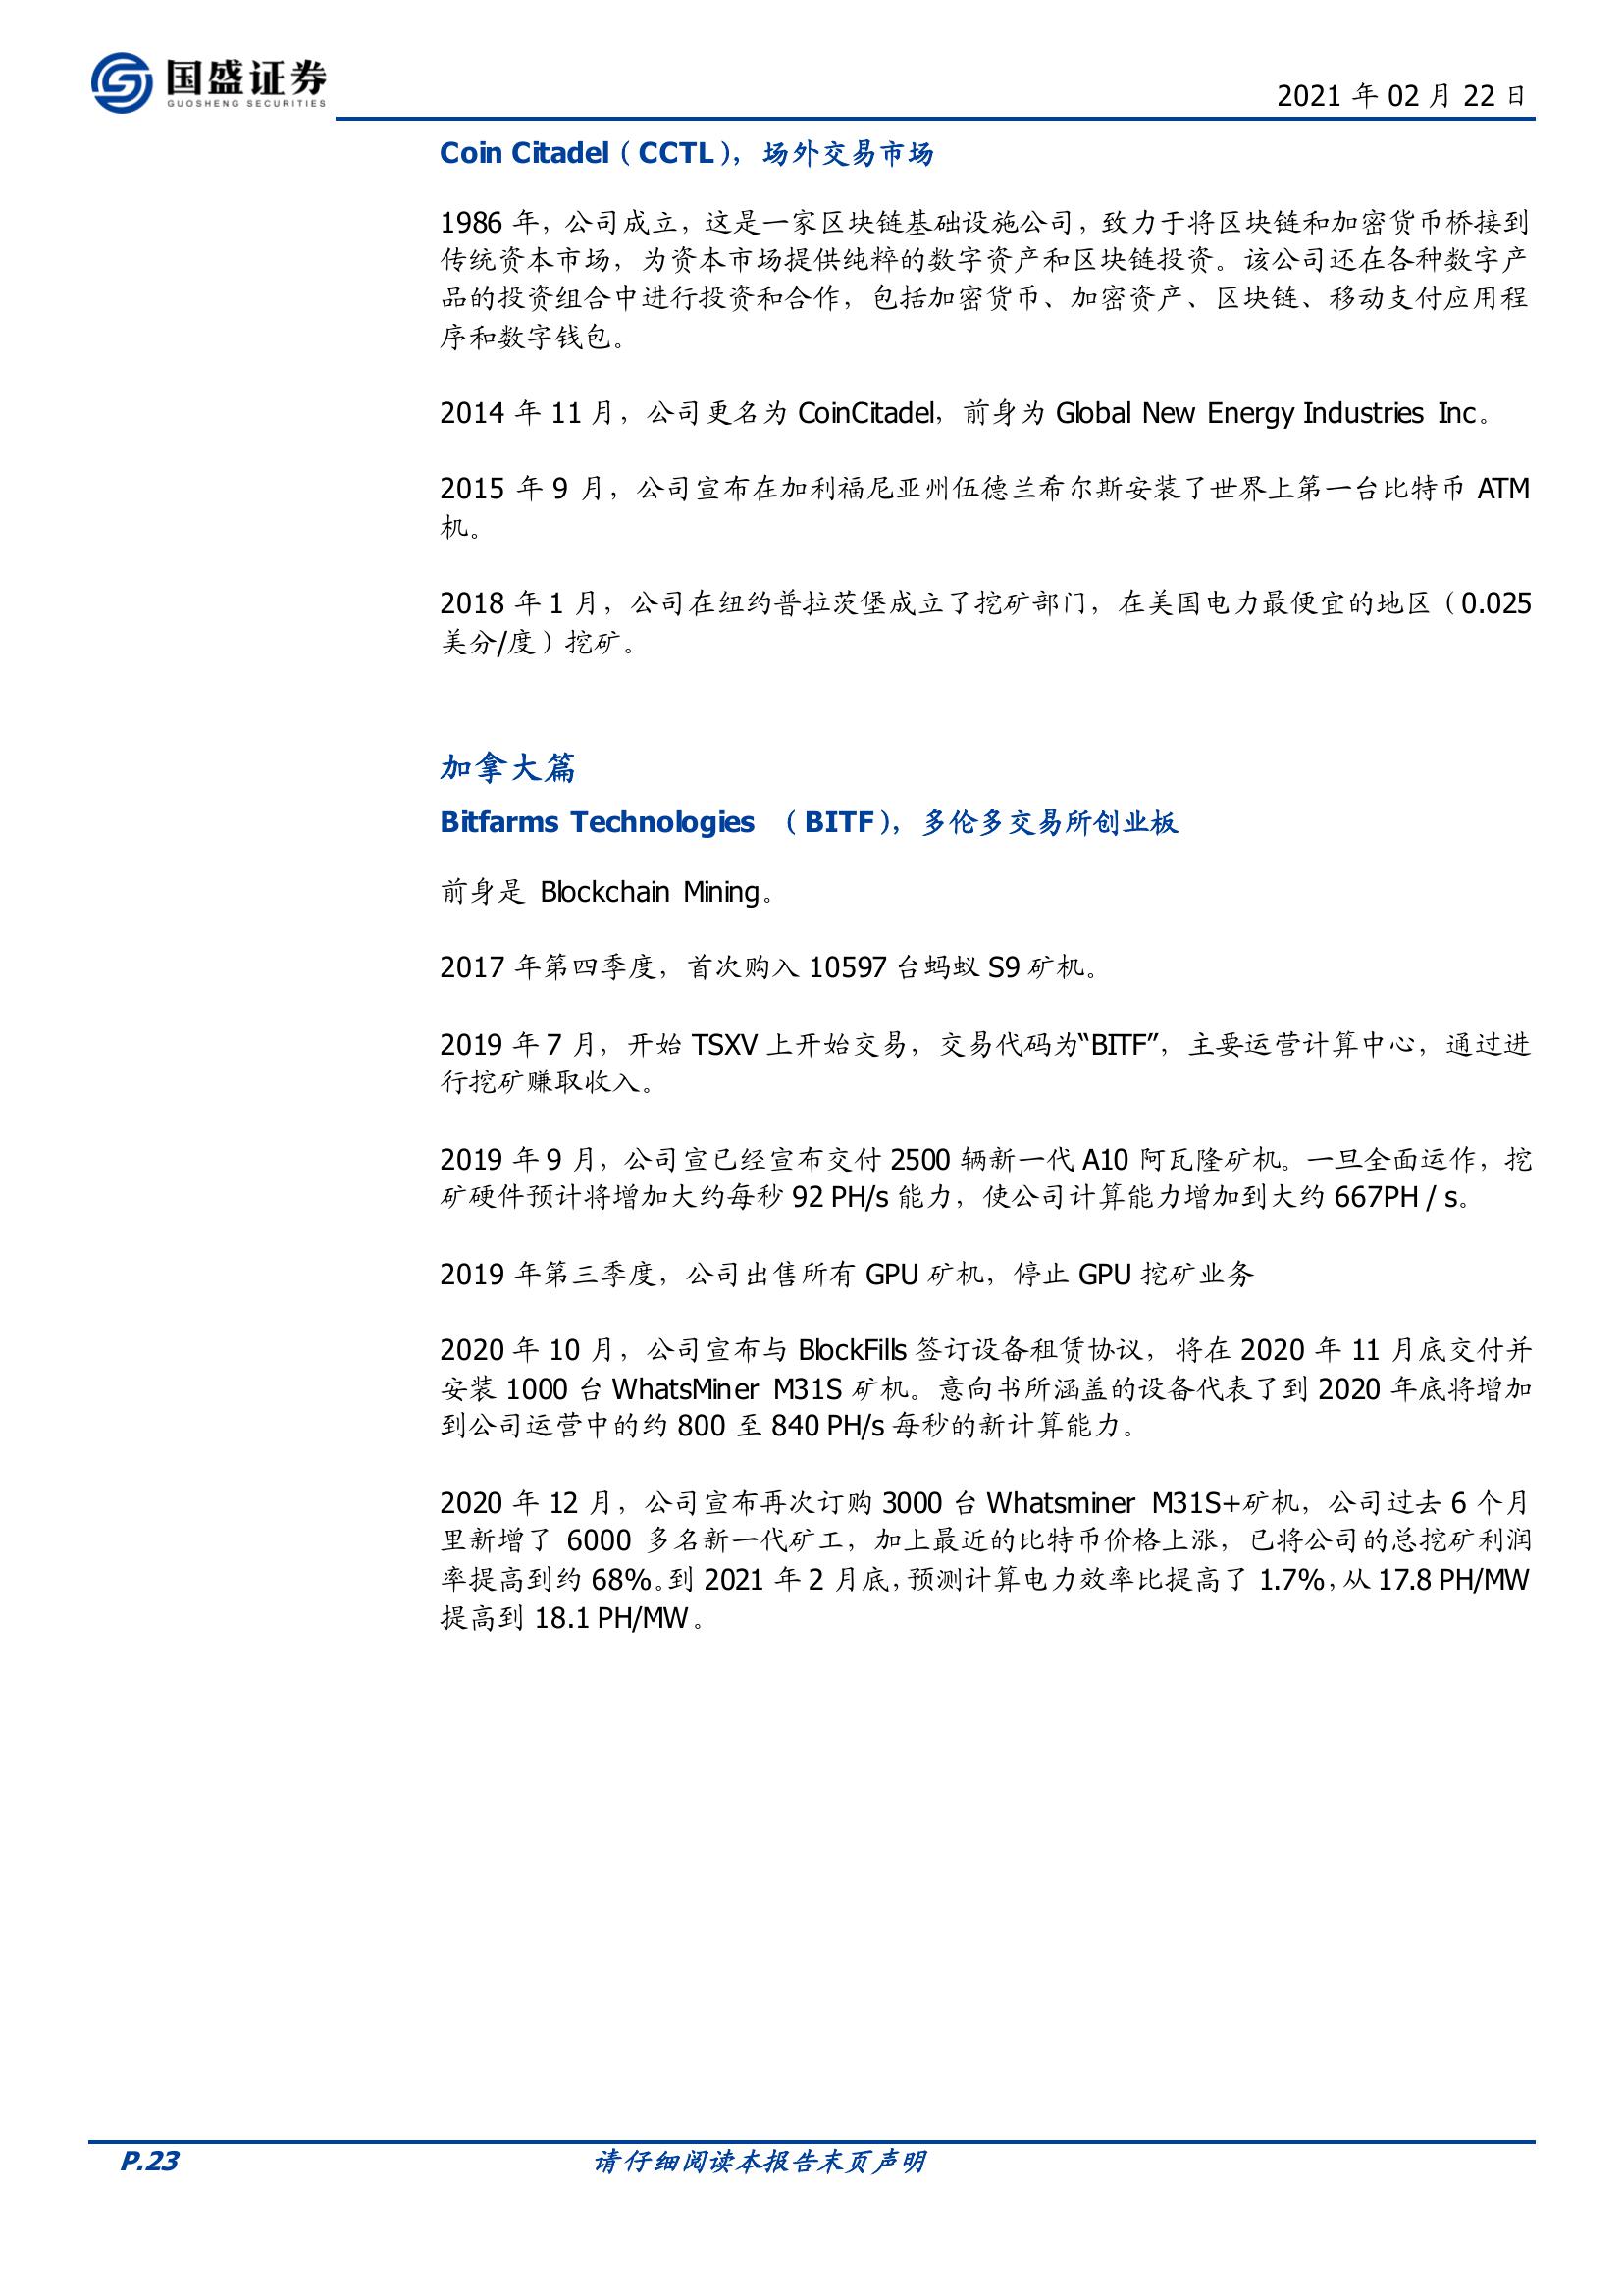 国盛证券
GUOSHENG SECURITIES
2021 年 02 月 22 日
Coin Citadel（CCTL），场外交易市场
1986 年，公司成立，这是一家区块链基础设施公司，致力于将区块链和加密货币桥接到
传统资本市场，为资本市场提供纯粹的数字资产和区块链投资。该公司还在各种数字产
品的投资组合中进行投资和合作，包括加密货币、加密资产、区块链、移动支付应用程
序和数字钱包。
2014 年 11 月，公司更名为 CoinCitadel，前身为 Global New Energy Industries Inc。
2015 年 9 月，公司宣布在加利福尼亚州伍德兰希尔斯安装了世界上第一台比特币 ATM
机。
2018 年 1 月，公司在纽约普拉茨堡成立了挖矿部门，在美国电力最便宜的地区（0.025
美分/度）挖矿。
加拿大篇
Bitfarms Technologies （BITF），多伦多交易所创业板
前身是 Blockchain Mining。
2017 年第四季度，首次购入 10597 台蚂蚁 S9 矿机。
2019 年 7 月，开始 TSXV 上开始交易，交易代码为“BITF”，主要运营计算中心，通过进
行挖矿赚取收入。
2019 年 9 月，公司宣已经宣布交付 2500 辆新一代 A10 阿瓦隆矿机。一旦全面运作，挖
矿硬件预计将增加大约每秒 92 PH/s 能力，使公司计算能力增加到大约 667PH / s。
2019 年第三季度，公司出售所有 GPU 矿机，停止 GPU 挖矿业务
2020 年 10 月，公司宣布与 BlockFills 签订设备租赁协议，将在 2020 年 11 月底交付并
安装 1000 台 WhatsMiner M31S 矿机。意向书所涵盖的设备代表了到 2020 年底将增加
到公司运营中的约 800 至 840 PH/s 每秒的新计算能力。
2020 年 12 月，公司宣布再次订购 3000 台 Whatsminer M31S+矿机，公司过去 6 个月
里新增了 6000 多名新一代矿工，加上最近的比特币价格上涨，已将公司的总挖矿利润
率提高到约 68%。到 2021 年 2 月底，预测计算电力效率比提高了 1.7%，从 17.8 PH/MW
提高到 18.1 PH/MW。
P.23
请仔细阅读本报告末页声明